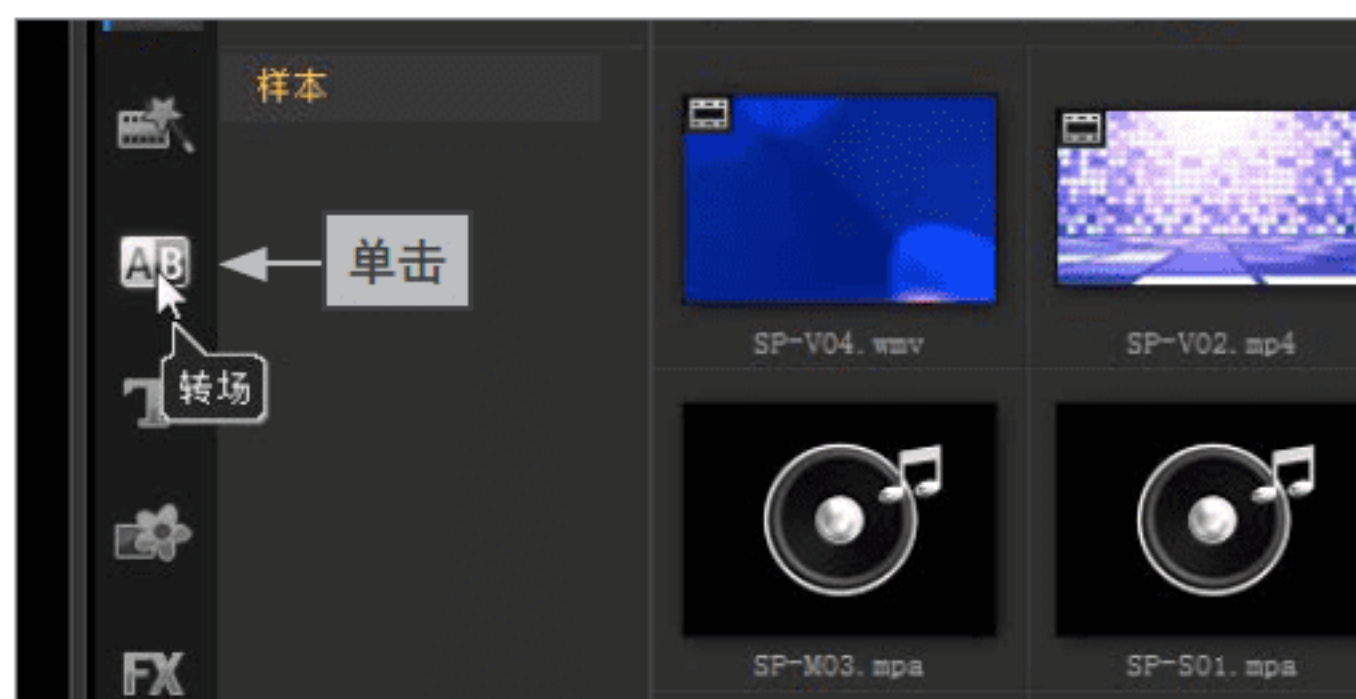 样本
AB
单击
SP-V04.wmv
SP-V02.mp4
转场
T
FX
SP-M03.mpa
SP-S01.mpa